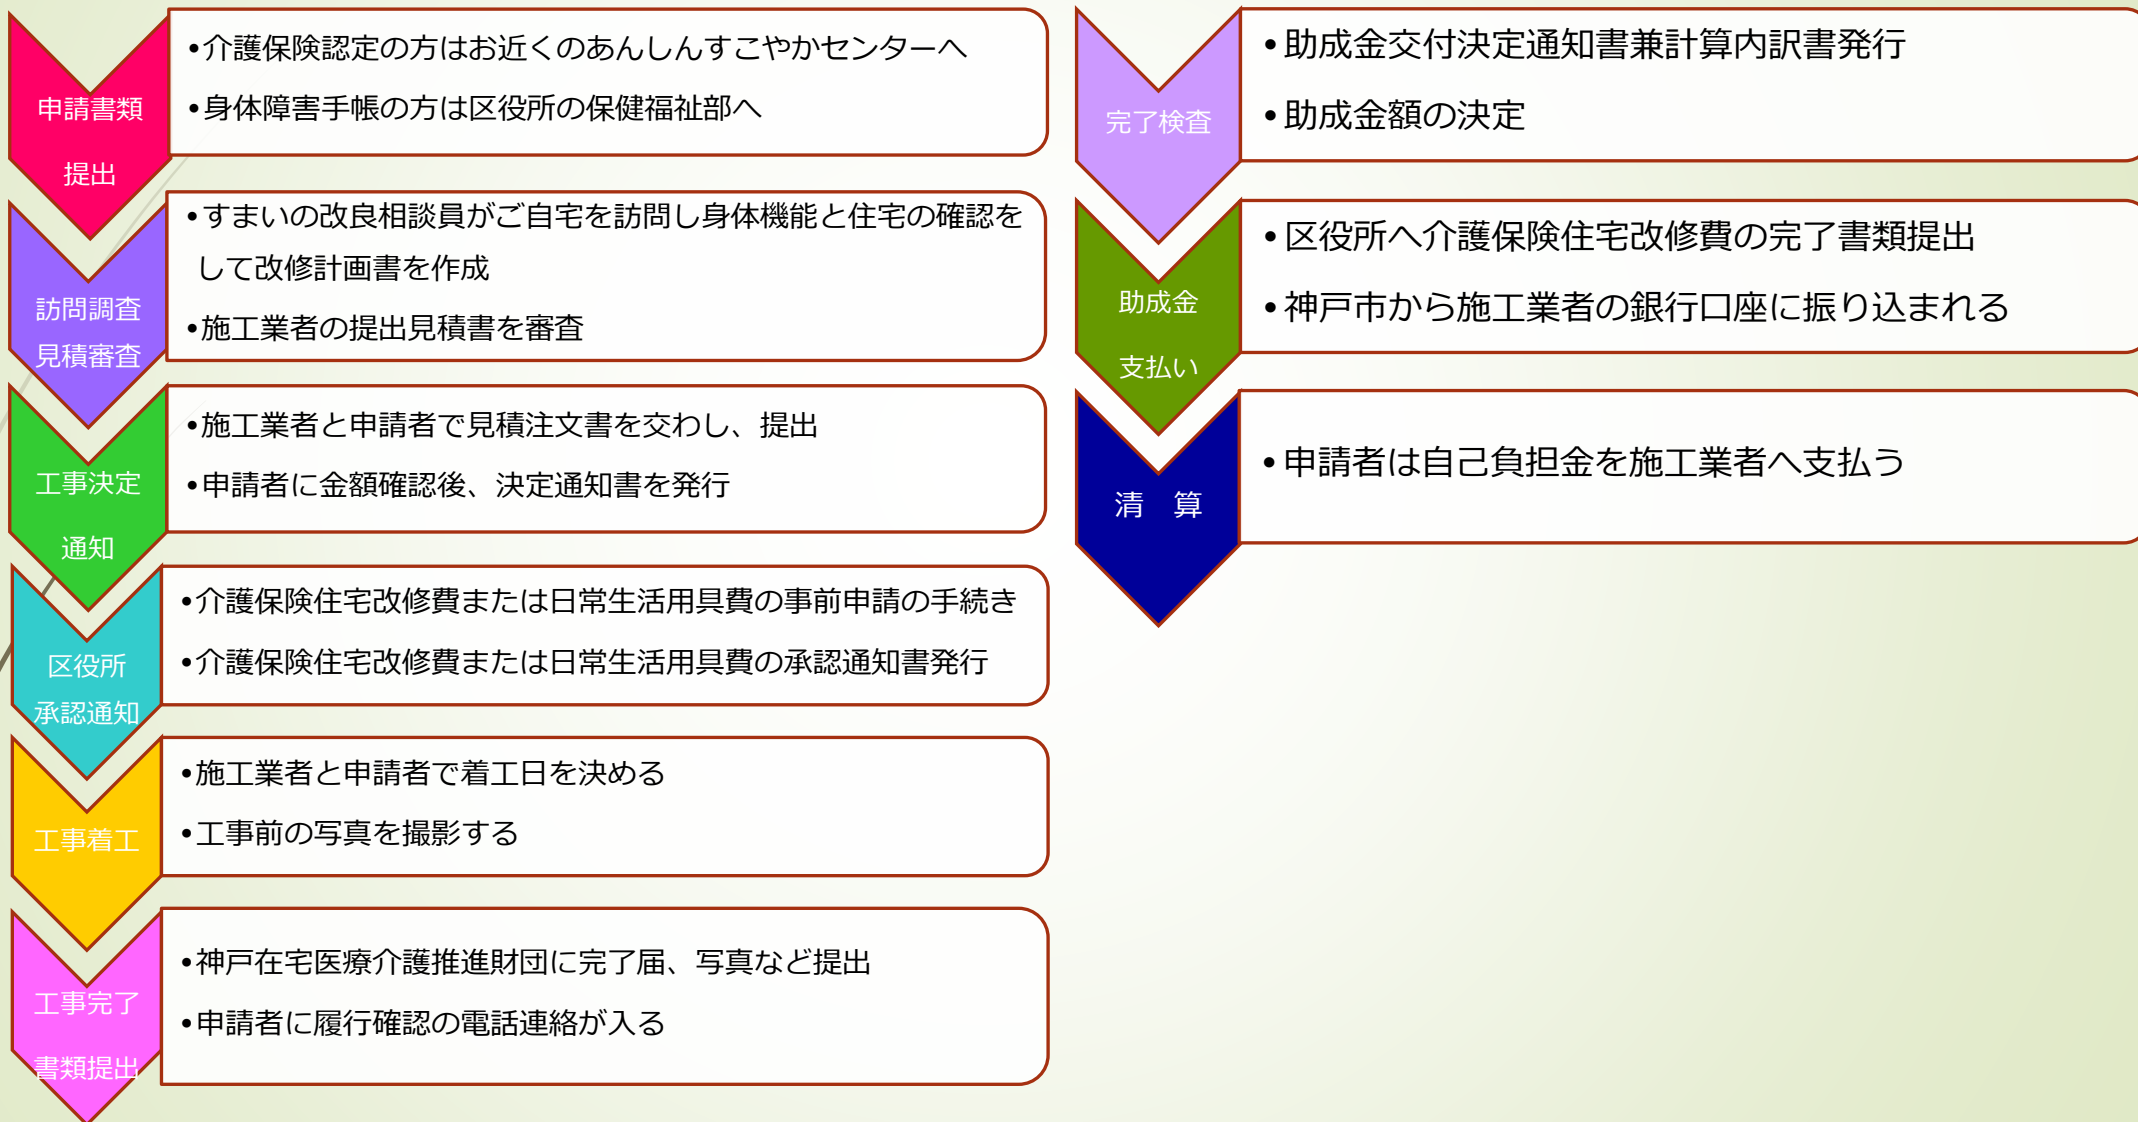 申請書類
提出
•介護保険認定の方はお近くのあんしんすこやかセンターへ
•身体障害手帳の方は区役所の保健福祉部へ
訪問調査
見積審査
•すまいの改良相談員がご自宅を訪問し身体機能と住宅の確認を
して改修計画書を作成
•施工業者の提出見積書を審査
工事決定
通知
•施工業者と申請者で見積注文書を交わし、提出
•申請者に金額確認後、決定通知書を発行
区役所
承認通知
•介護保険住宅改修費または日常生活用具費の事前申請の手続き
•介護保険住宅改修費または日常生活用具費の承認通知書発行
工事着工
•施工業者と申請者で着工日を決める
•工事前の写真を撮影する
工事完了
書類提出
•神戸在宅医療介護推進財団に完了届、写真など提出
•申請者に履行確認の電話連絡が入る
完了検査
•助成金交付決定通知書兼計算内訳書発行
•助成金額の決定
助成金
支払い
•区役所へ介護保険住宅改修費の完了書類提出
•神戸市から施工業者の銀行口座に振り込まれる
清　算
•申請者は自己負担金を施工業者へ支払う